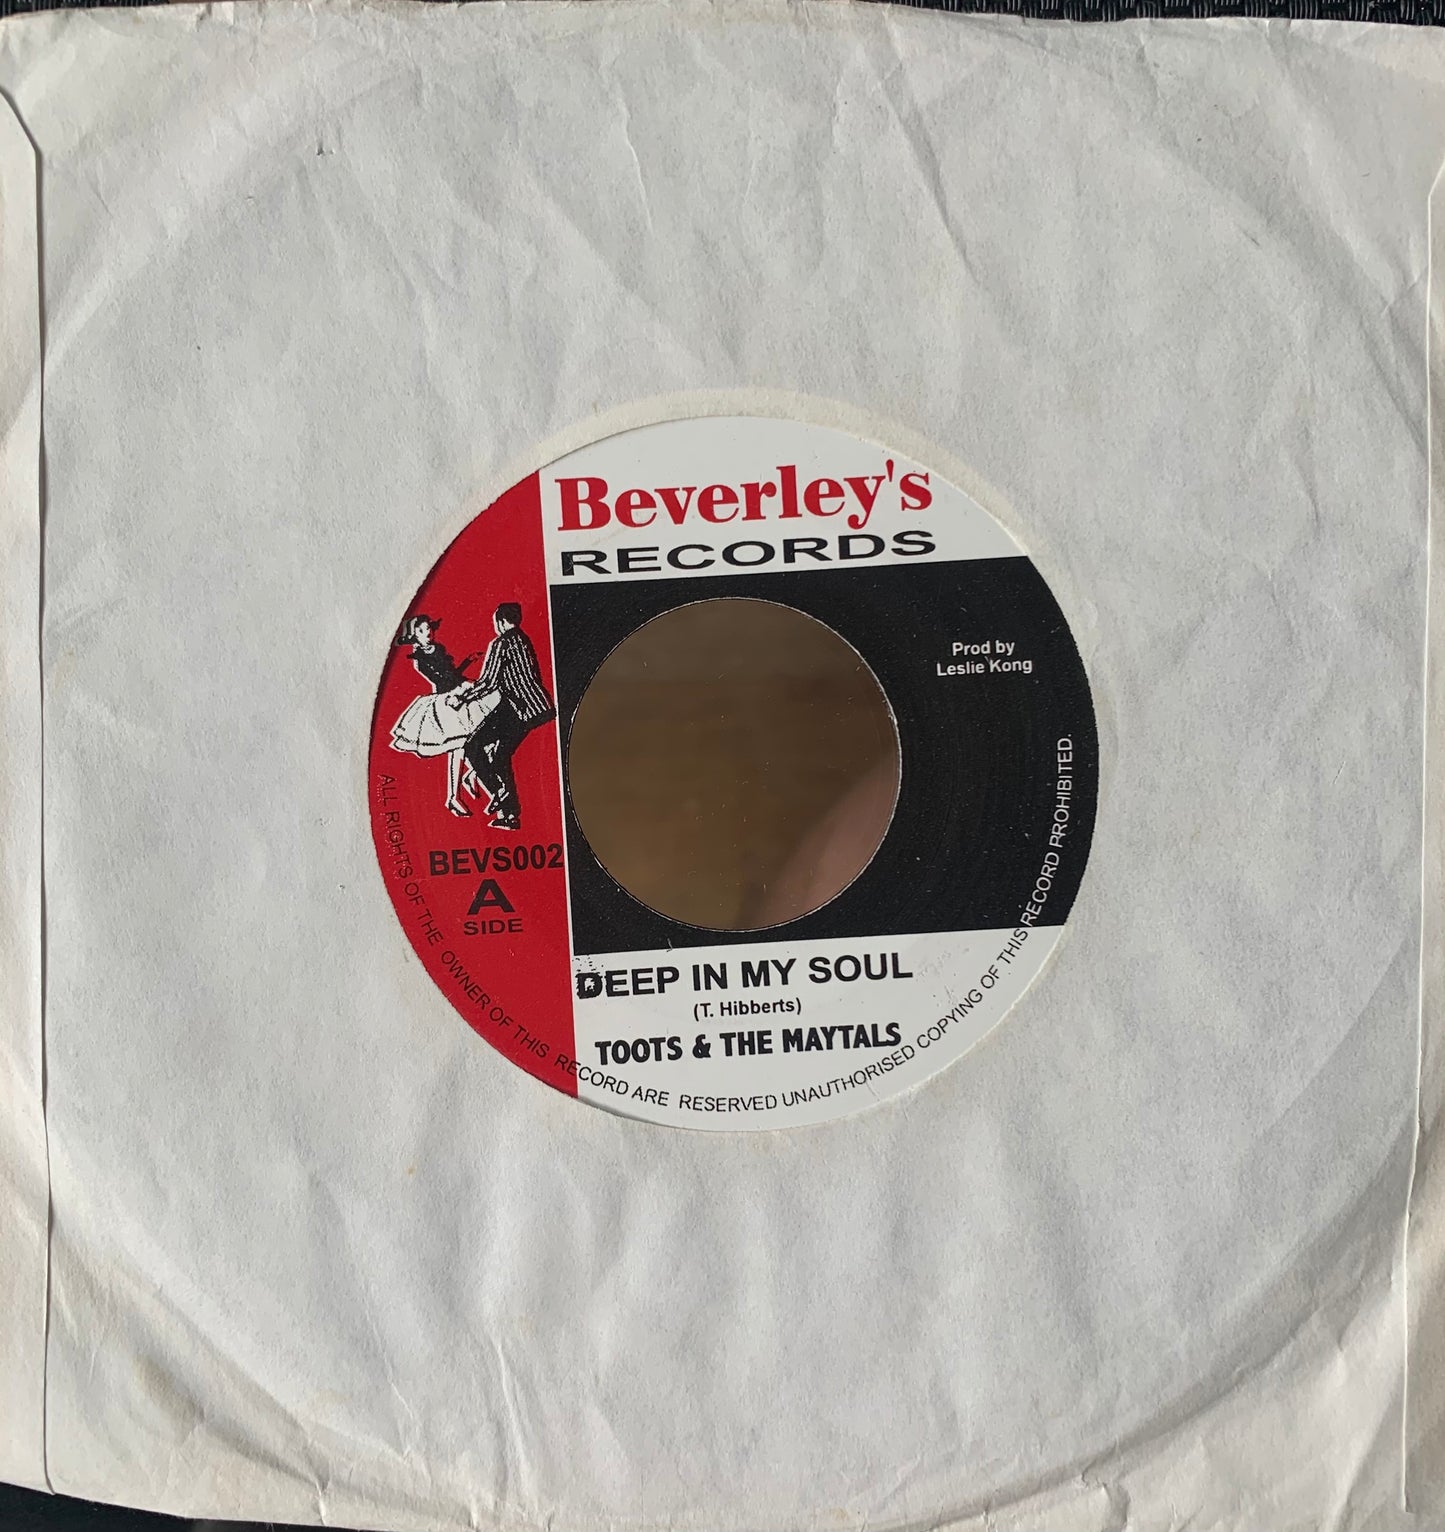 Beverley's
RECORDS
Prod by
Leslie Kong
BEVS002
A
SIDE
DEEP IN MY SOUL
(T. Hibberts)
TOOTS & THE MAYTALS
ALL RIGHTS OF THE OWNER OF THIS RECORD ARE RESERVED UNAUTHORISED COPYING OF THIS RECORD PROHIBITED.